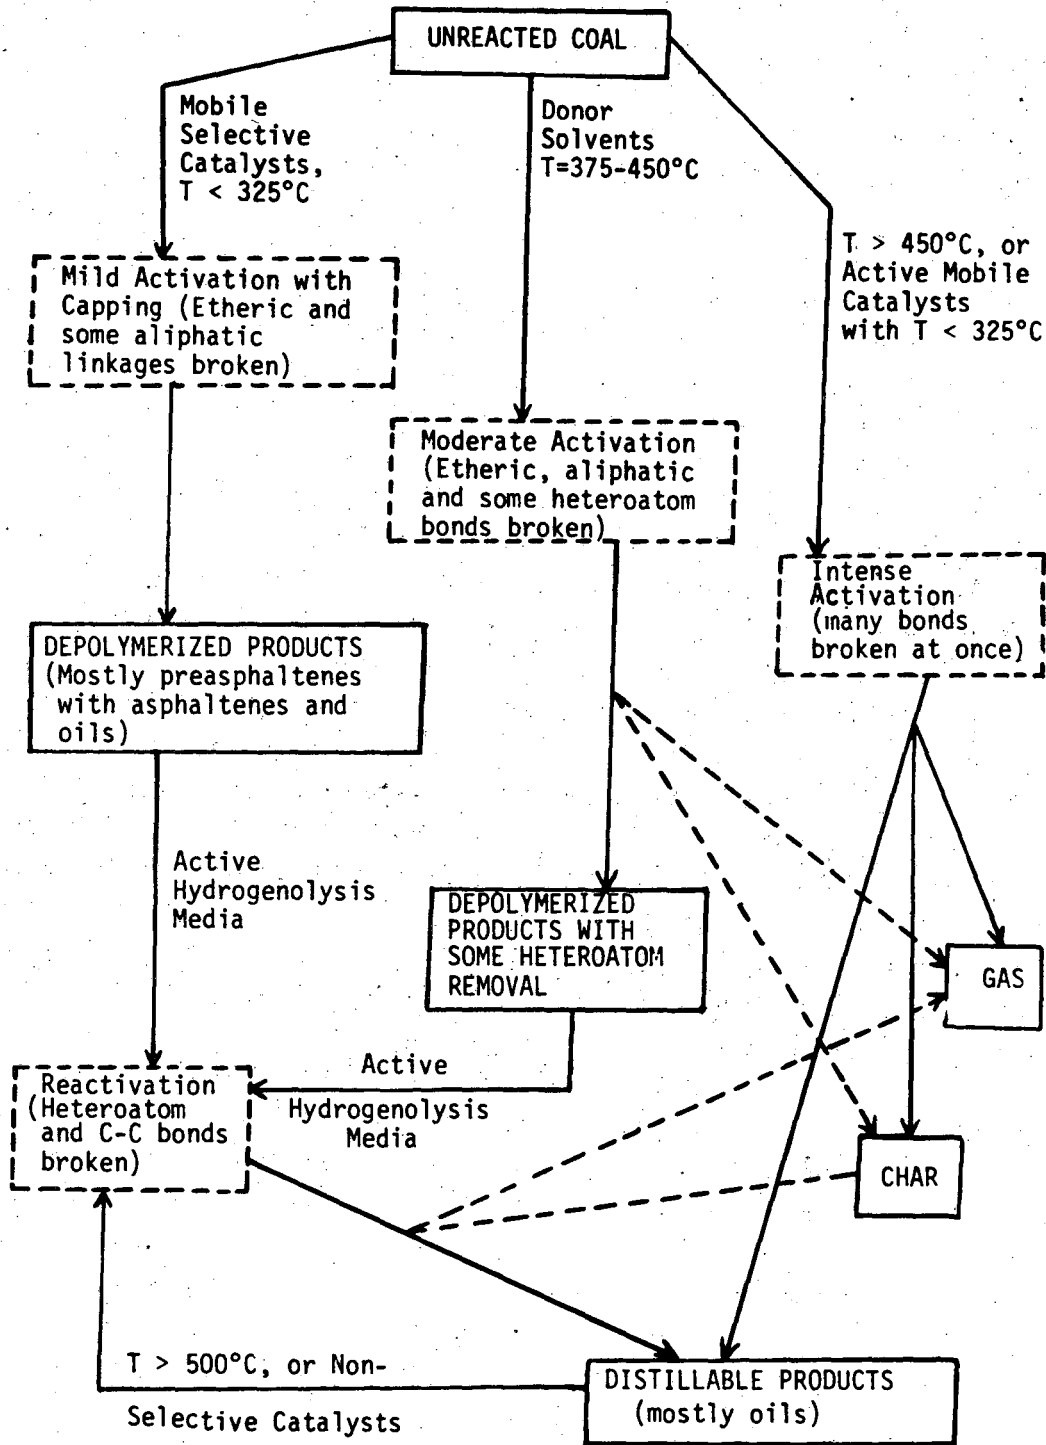 UNREACTED COAL
Mobile
Selective
Catalysts,
T < 325°C
Donor
Solvents
T=375-450°C
T > 450°C, or
Active Mobile
Catalysts
with T < 325°C
Mild Activation with
Capping (Etheric and
some aliphatic
linkages broken)
Moderate Activation
(Etheric, aliphatic
and some heteroatom
bonds broken)
Intense
Activation
(many bonds
broken at once)
DEPOLYMERIZED PRODUCTS
(Mostly preasphaltenes
with asphaltenes and
oils)
Active
Hydrogenolysis
Media
DEPOLYMERIZED
PRODUCTS WITH
SOME HETEROATOM
REMOVAL
GAS
Active
Hydrogenolysis
Media
Reactivation
(Heteroatom
and C-C bonds
broken)
CHAR
T > 500°C, or Non-
Selective Catalysts
DISTILLABLE PRODUCTS
(mostly oils)